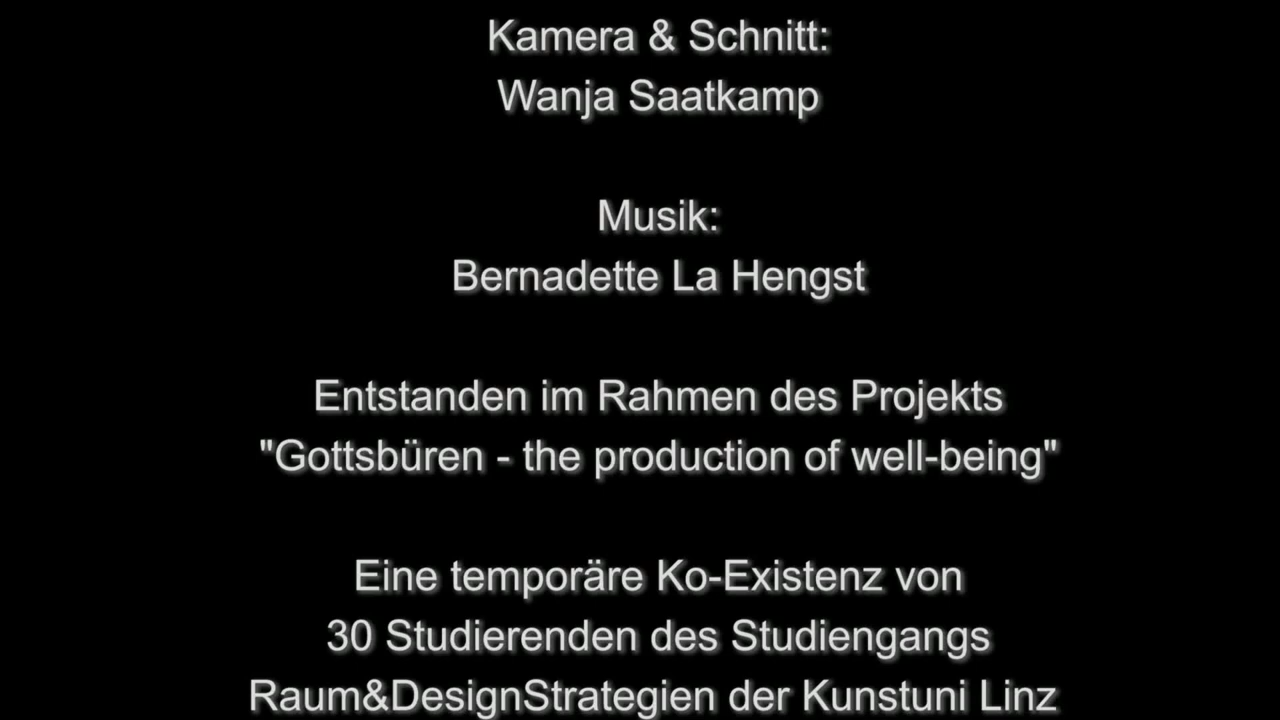 Kamera & Schnitt:
Wanja Saatkamp
Musik:
Bernadette La Hengst
Entstanden im Rahmen des Projekts
"Gottsbüren - the production of well-being"
Eine temporäre Ko-Existenz von
30 Studierenden des Studiengangs
Raum&DesignStrategien der Kunstuni Linz